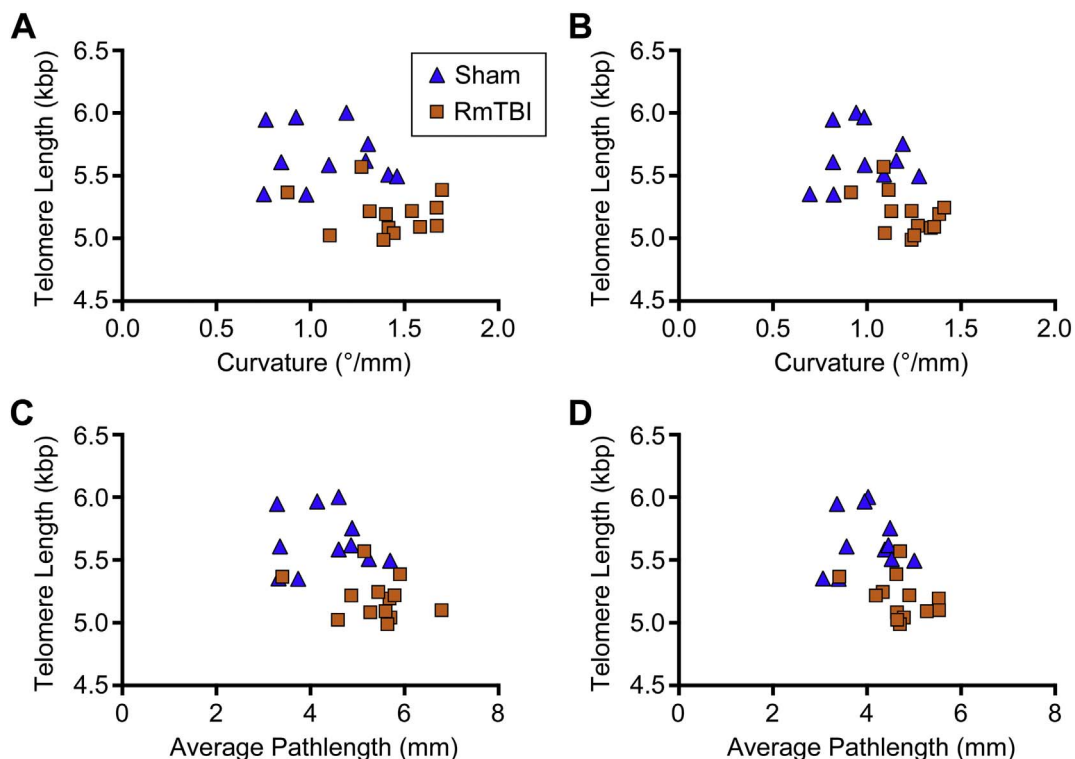 A
Telomere Length (kbp)
6.5
6.0
5.5
5.0
4.5
0.0 0.5 1.0 1.5 2.0
Curvature (°/mm)
Sham
RmTBI
B
Telomere Length (kbp)
6.5
6.0
5.5
5.0
4.5
0.0 0.5 1.0 1.5 2.0
Curvature (°/mm)
C
Telomere Length (kbp)
6.5
6.0
5.5
5.0
4.5
0 2 4 6 8
Average Pathlength (mm)
D
Telomere Length (kbp)
6.5
6.0
5.5
5.0
4.5
0 2 4 6 8
Average Pathlength (mm)